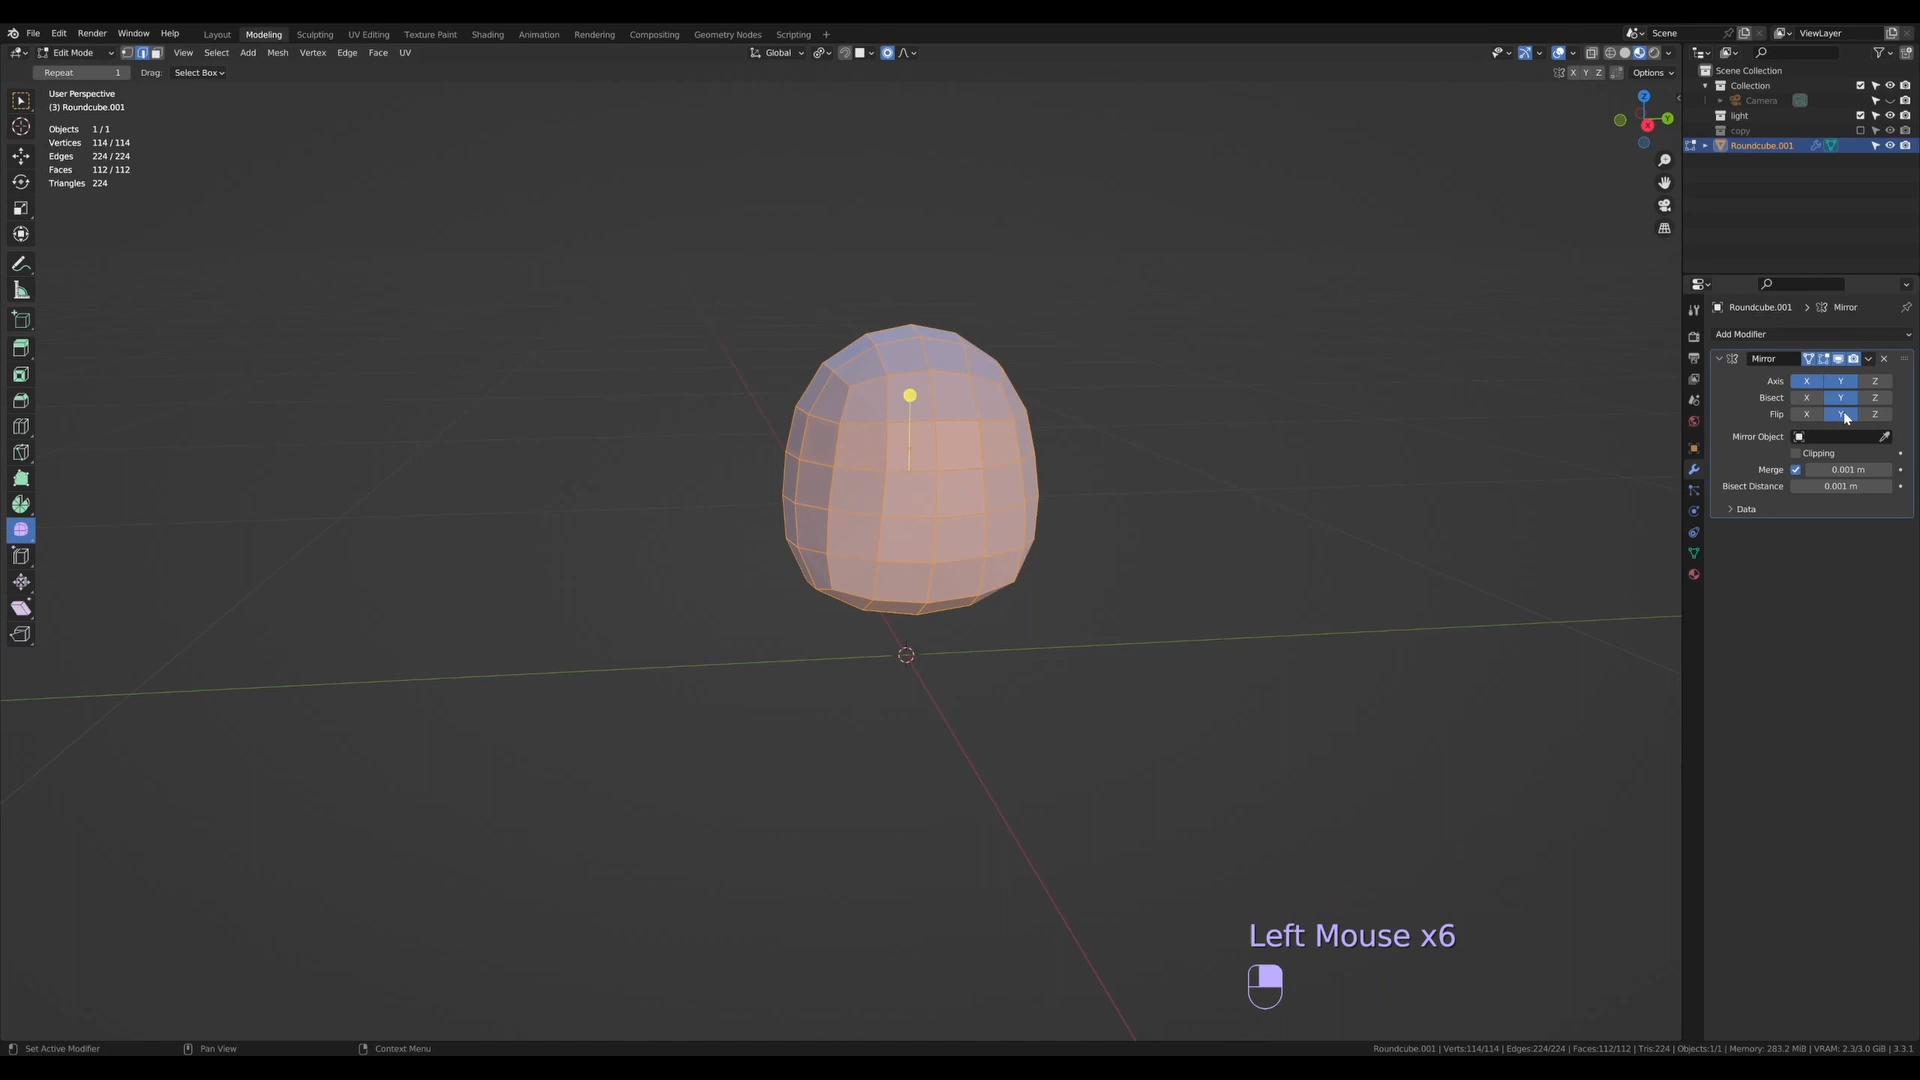 File Edit Render Window Help Layout Modeling Sculpting UV Editing Texture Paint Shading Animation Rendering Compositing Geometry Nodes Scripting + Scene ViewLayer
Edit Mode View Select Add Mesh Vertex Edge Face UV Global
Repeat 1 Drag: Select Box X Y Z Options
Scene Collection
Collection
Camera
light
copy
Roundcube.001
User Perspective
(3) Roundcube.001
Objects 1 / 1
Vertices 114 / 114
Edges 224 / 224
Faces 112 / 112
Triangles 224
Z
Y
X
Roundcube.001 > Mirror
Add Modifier
Mirror
Axis X Y Z
Bisect X Y Z
Flip X Y Z
Mirror Object
Clipping
Merge 0.001 m
Bisect Distance 0.001 m
> Data
Left Mouse x6
Set Active Modifier Pan View Context Menu Roundcube.001 | Verts:114/114 | Edges:224/224 | Faces:112/112 | Tris:224 | Objects:1/1 | Memory: 283.2 MiB | VRAM: 2.3/3.0 GiB | 3.3.1